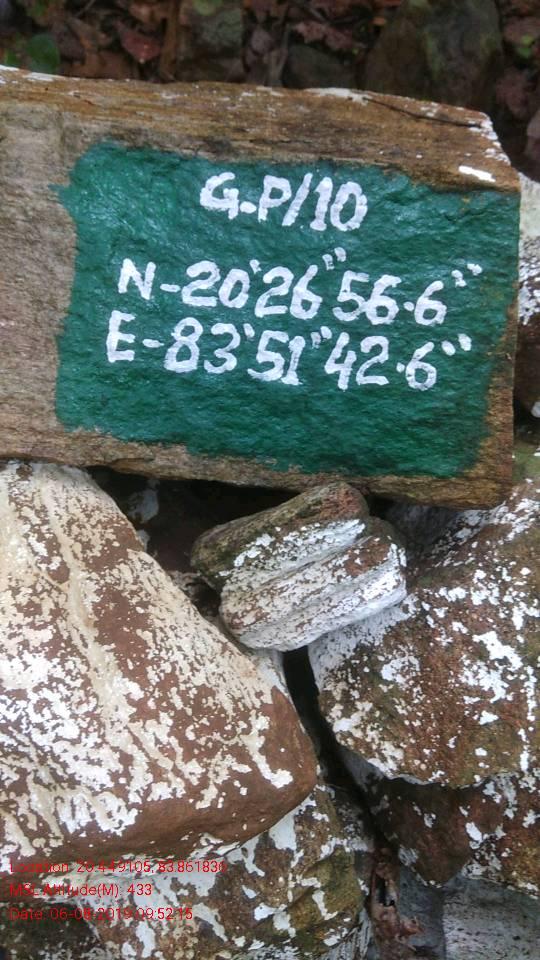 G.P/10
N-20'26"56.6"
E-83'51"42.6"
Location: 20.449105, 83.861830
MSL Altitude(M): 433
Date: 06-08-2019 09:52:15